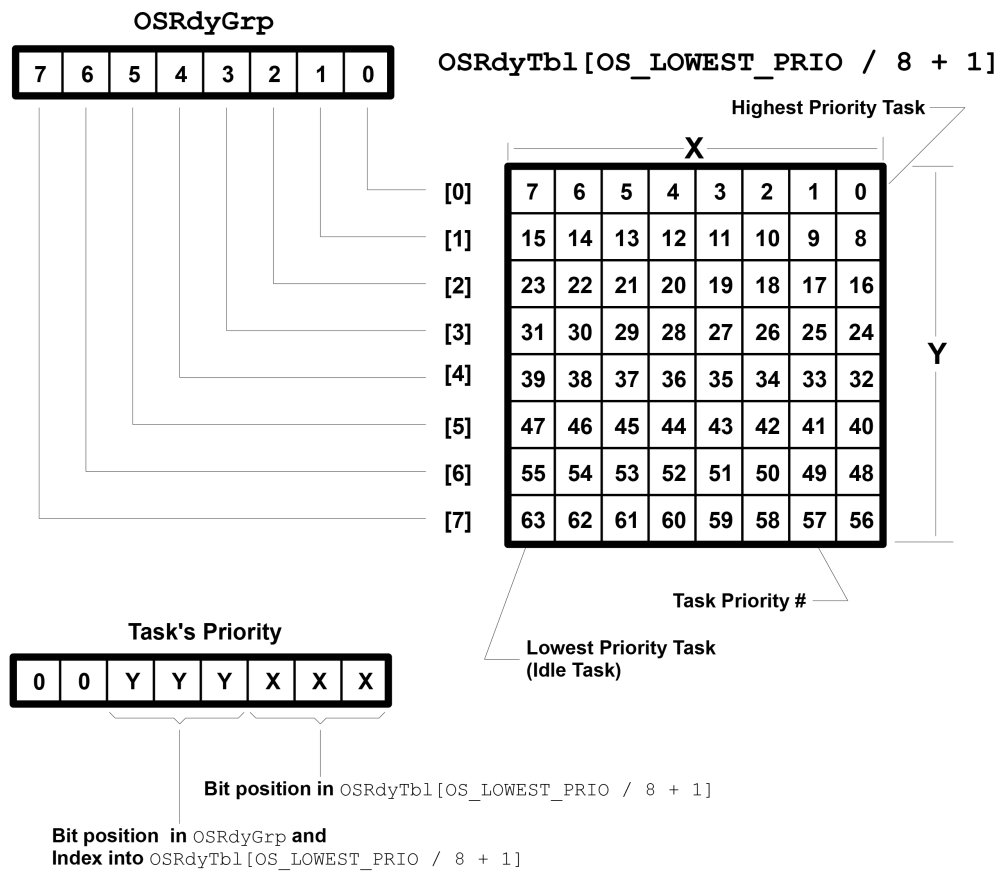 OSRdyGrp
7 6 5 4 3 2 1 0
OSRdyTbl[OS_LOWEST_PRIO / 8 + 1]
Highest Priority Task
X
[0] 7 6 5 4 3 2 1 0
[1] 15 14 13 12 11 10 9 8
[2] 23 22 21 20 19 18 17 16
[3] 31 30 29 28 27 26 25 24
Y
[4] 39 38 37 36 35 34 33 32
[5] 47 46 45 44 43 42 41 40
[6] 55 54 53 52 51 50 49 48
[7] 63 62 61 60 59 58 57 56
Task Priority #
Lowest Priority Task
(Idle Task)
Task's Priority
0 0 Y Y Y X X X
Bit position in OSRdyTbl[OS_LOWEST_PRIO / 8 + 1]
Bit position in OSRdyGrp and
Index into OSRdyTbl[OS_LOWEST_PRIO / 8 + 1]